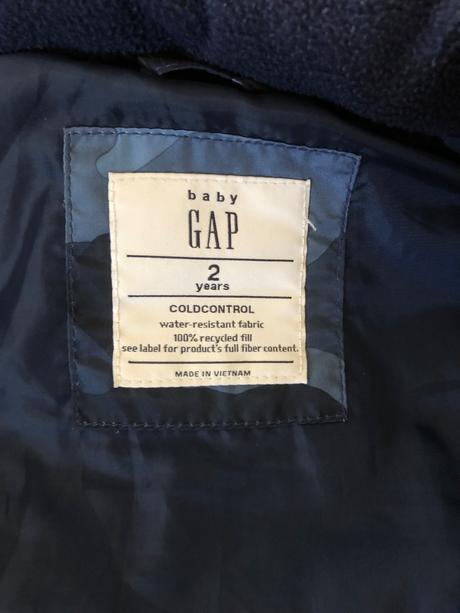 baby
GAP
2
years
COLDCONTROL
water-resistant fabric
100% recycled fill
see label for product's full fiber content.
MADE IN VIETNAM